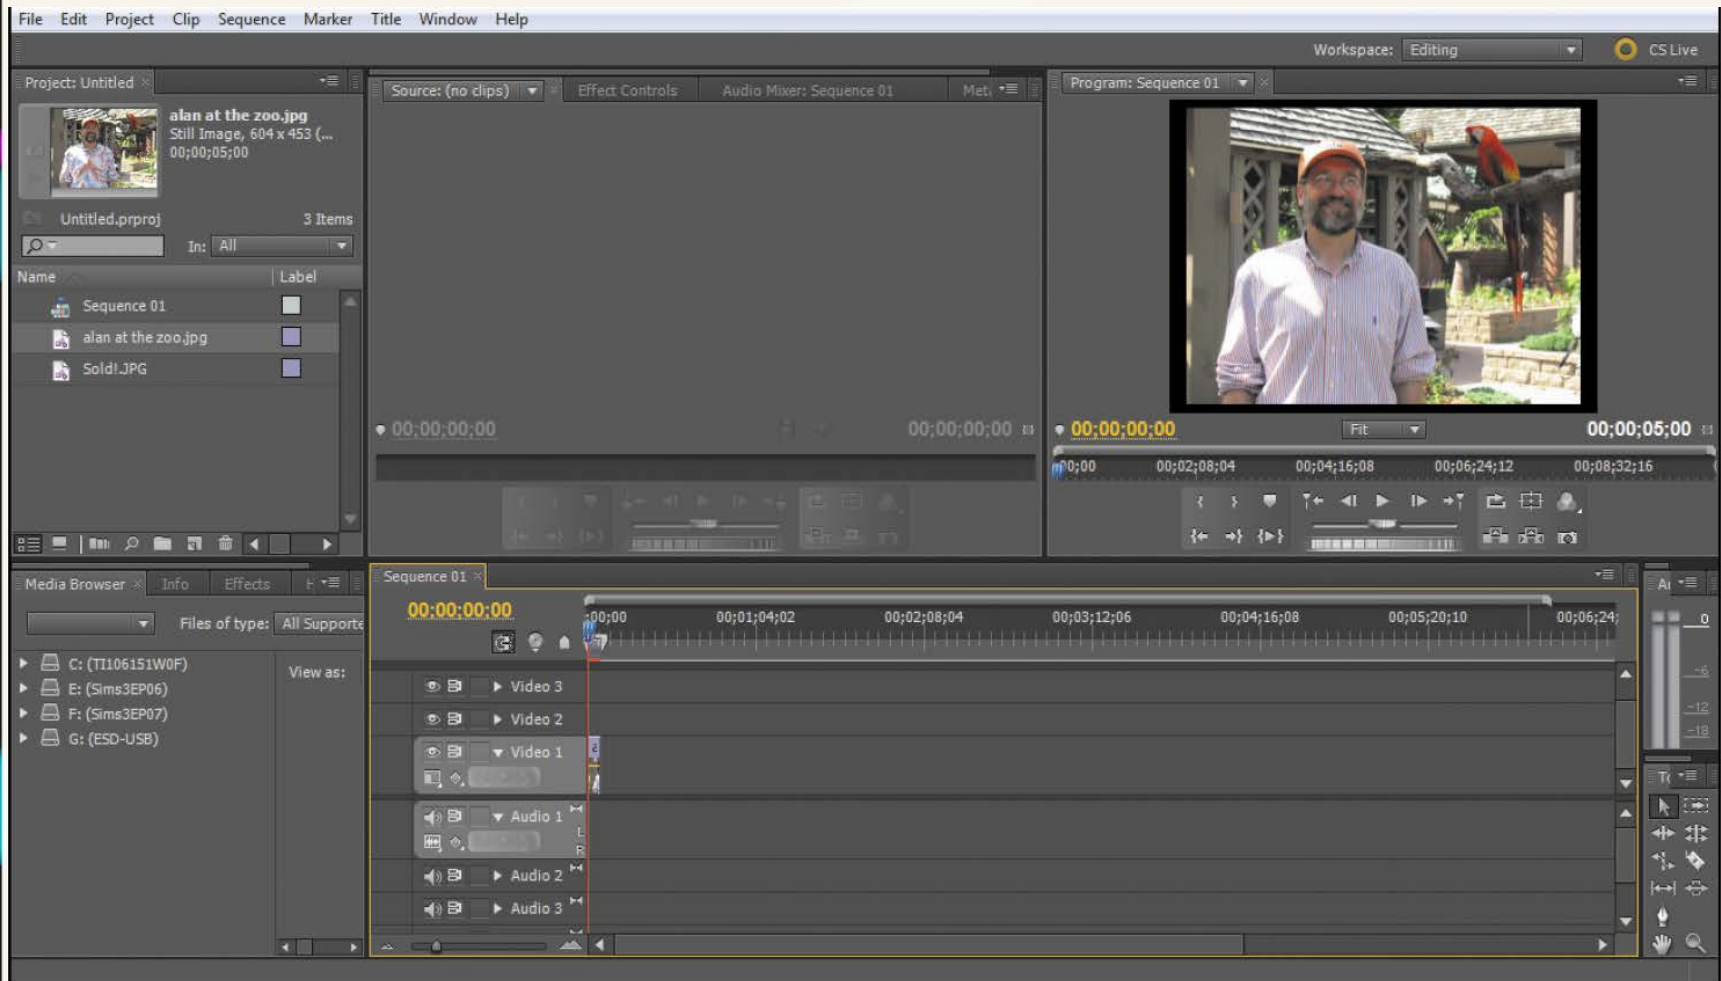 File Edit Project Clip Sequence Marker Title Window Help
Workspace: Editing CS Live
Project: Untitled
alan at the zoo.jpg
Still Image, 604 x 453 (...
00;00;05;00
Untitled.prproj 3 Items
In: All
Name Label
Sequence 01
alan at the zoo.jpg
Sold!.JPG
Source: (no clips) Effect Controls Audio Mixer: Sequence 01
00;00;00;00 00;00;00;00
Program: Sequence 01
00;00;00;00 Fit 00;00;05;00
00;00 00;02;08;04 00;04;16;08 00;06;24;12 00;08;32;16
Media Browser Info Effects
Files of type: All Supporte
C: (TI106151W0F)
E: (Sims3EP06)
F: (Sims3EP07)
G: (ESD-USB)
View as:
Sequence 01
00;00;00;00
;00;00 00;01;04;02 00;02;08;04 00;03;12;06 00;04;16;08 00;05;20;10 00;06;24;
Video 3
Video 2
Video 1
Audio 1
L
R
Audio 2
Audio 3
0
-6
-12
-18